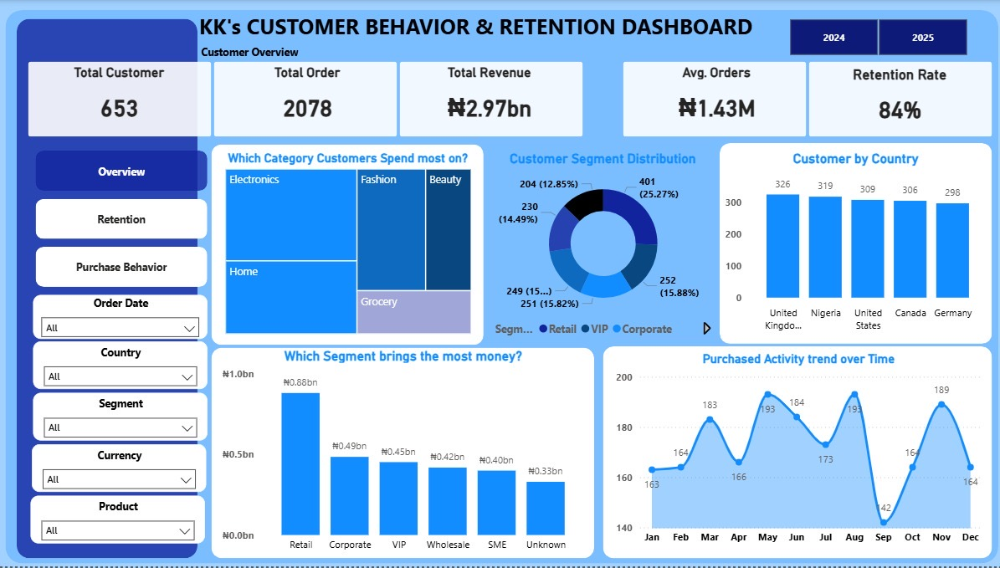 KK's CUSTOMER BEHAVIOR & RETENTION DASHBOARD
Customer Overview
2024
2025
Total Customer
653
Total Order
2078
Total Revenue
₦2.97bn
Avg. Orders
₦1.43M
Retention Rate
84%
Overview
Retention
Purchase Behavior
Order Date
All
Country
All
Segment
All
Currency
All
Product
All
Which Category Customers Spend most on?
Electronics
Fashion
Beauty
Home
Grocery
Customer Segment Distribution
204 (12.85%)
401
(25.27%)
230
(14.49%)
252
(15.88%)
249 (15...)
251 (15.82%)
Segm... Retail VIP Corporate
Customer by Country
326
319
309
306
298
300
200
100
0
United
Kingdo...
Nigeria
United
States
Canada
Germany
Which Segment brings the most money?
₦1.0bn
₦0.5bn
₦0.0bn
₦0.88bn
₦0.49bn
₦0.45bn
₦0.42bn
₦0.40bn
₦0.33bn
Retail
Corporate
VIP
Wholesale
SME
Unknown
Purchased Activity trend over Time
200
180
160
140
163
164
183
166
193
184
173
193
142
164
189
164
Jan Feb Mar Apr May Jun Jul Aug Sep Oct Nov Dec